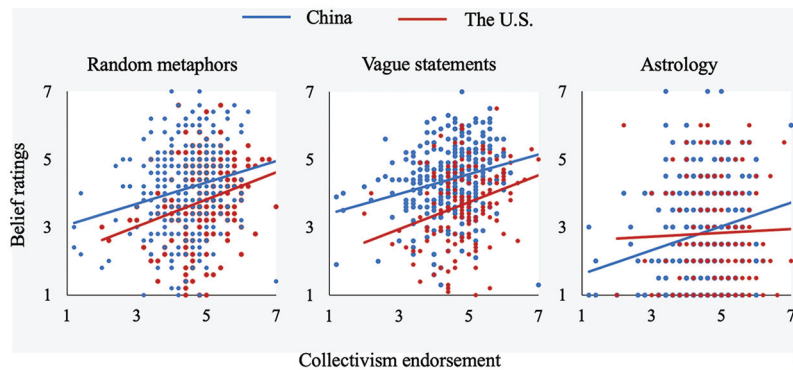 China The U.S.
Random metaphors Vague statements Astrology
Belief ratings
7 7 7
5 5 5
3 3 3
1 1 1
1 3 5 7 1 3 5 7 1 3 5 7
Collectivism endorsement